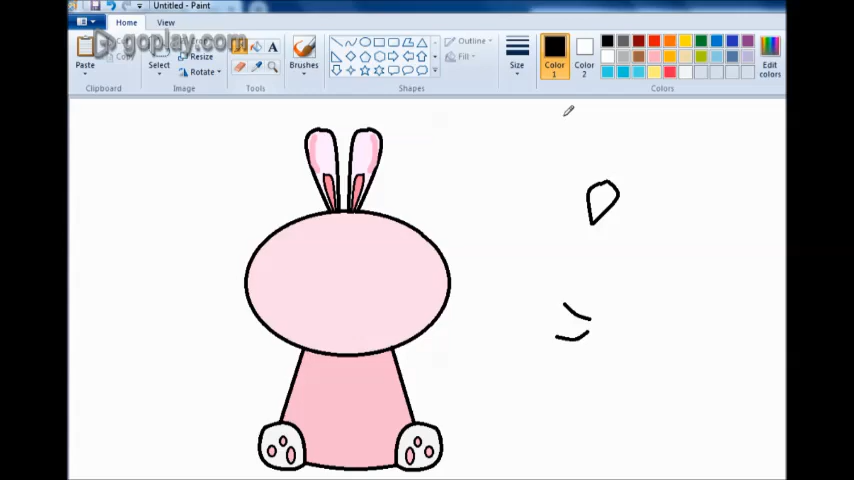 Untitled - Paint
Home View
goplay.com
Paste
Copy
Select
Resize
Rotate
A
Brushes
Outline
Fill
Size
Color 1
Color 2
Edit colors
Clipboard Image Tools Shapes Colors